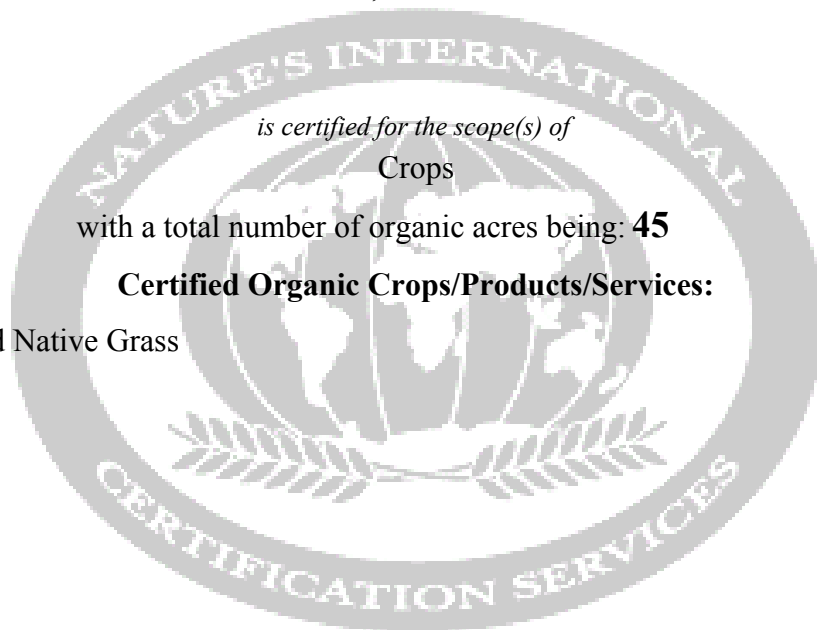 NATURE'S INTERNATIONAL
is certified for the scope(s) of
Crops
with a total number of organic acres being: 45
Certified Organic Crops/Products/Services:
Native Grass
CERTIFICATION SERVICES